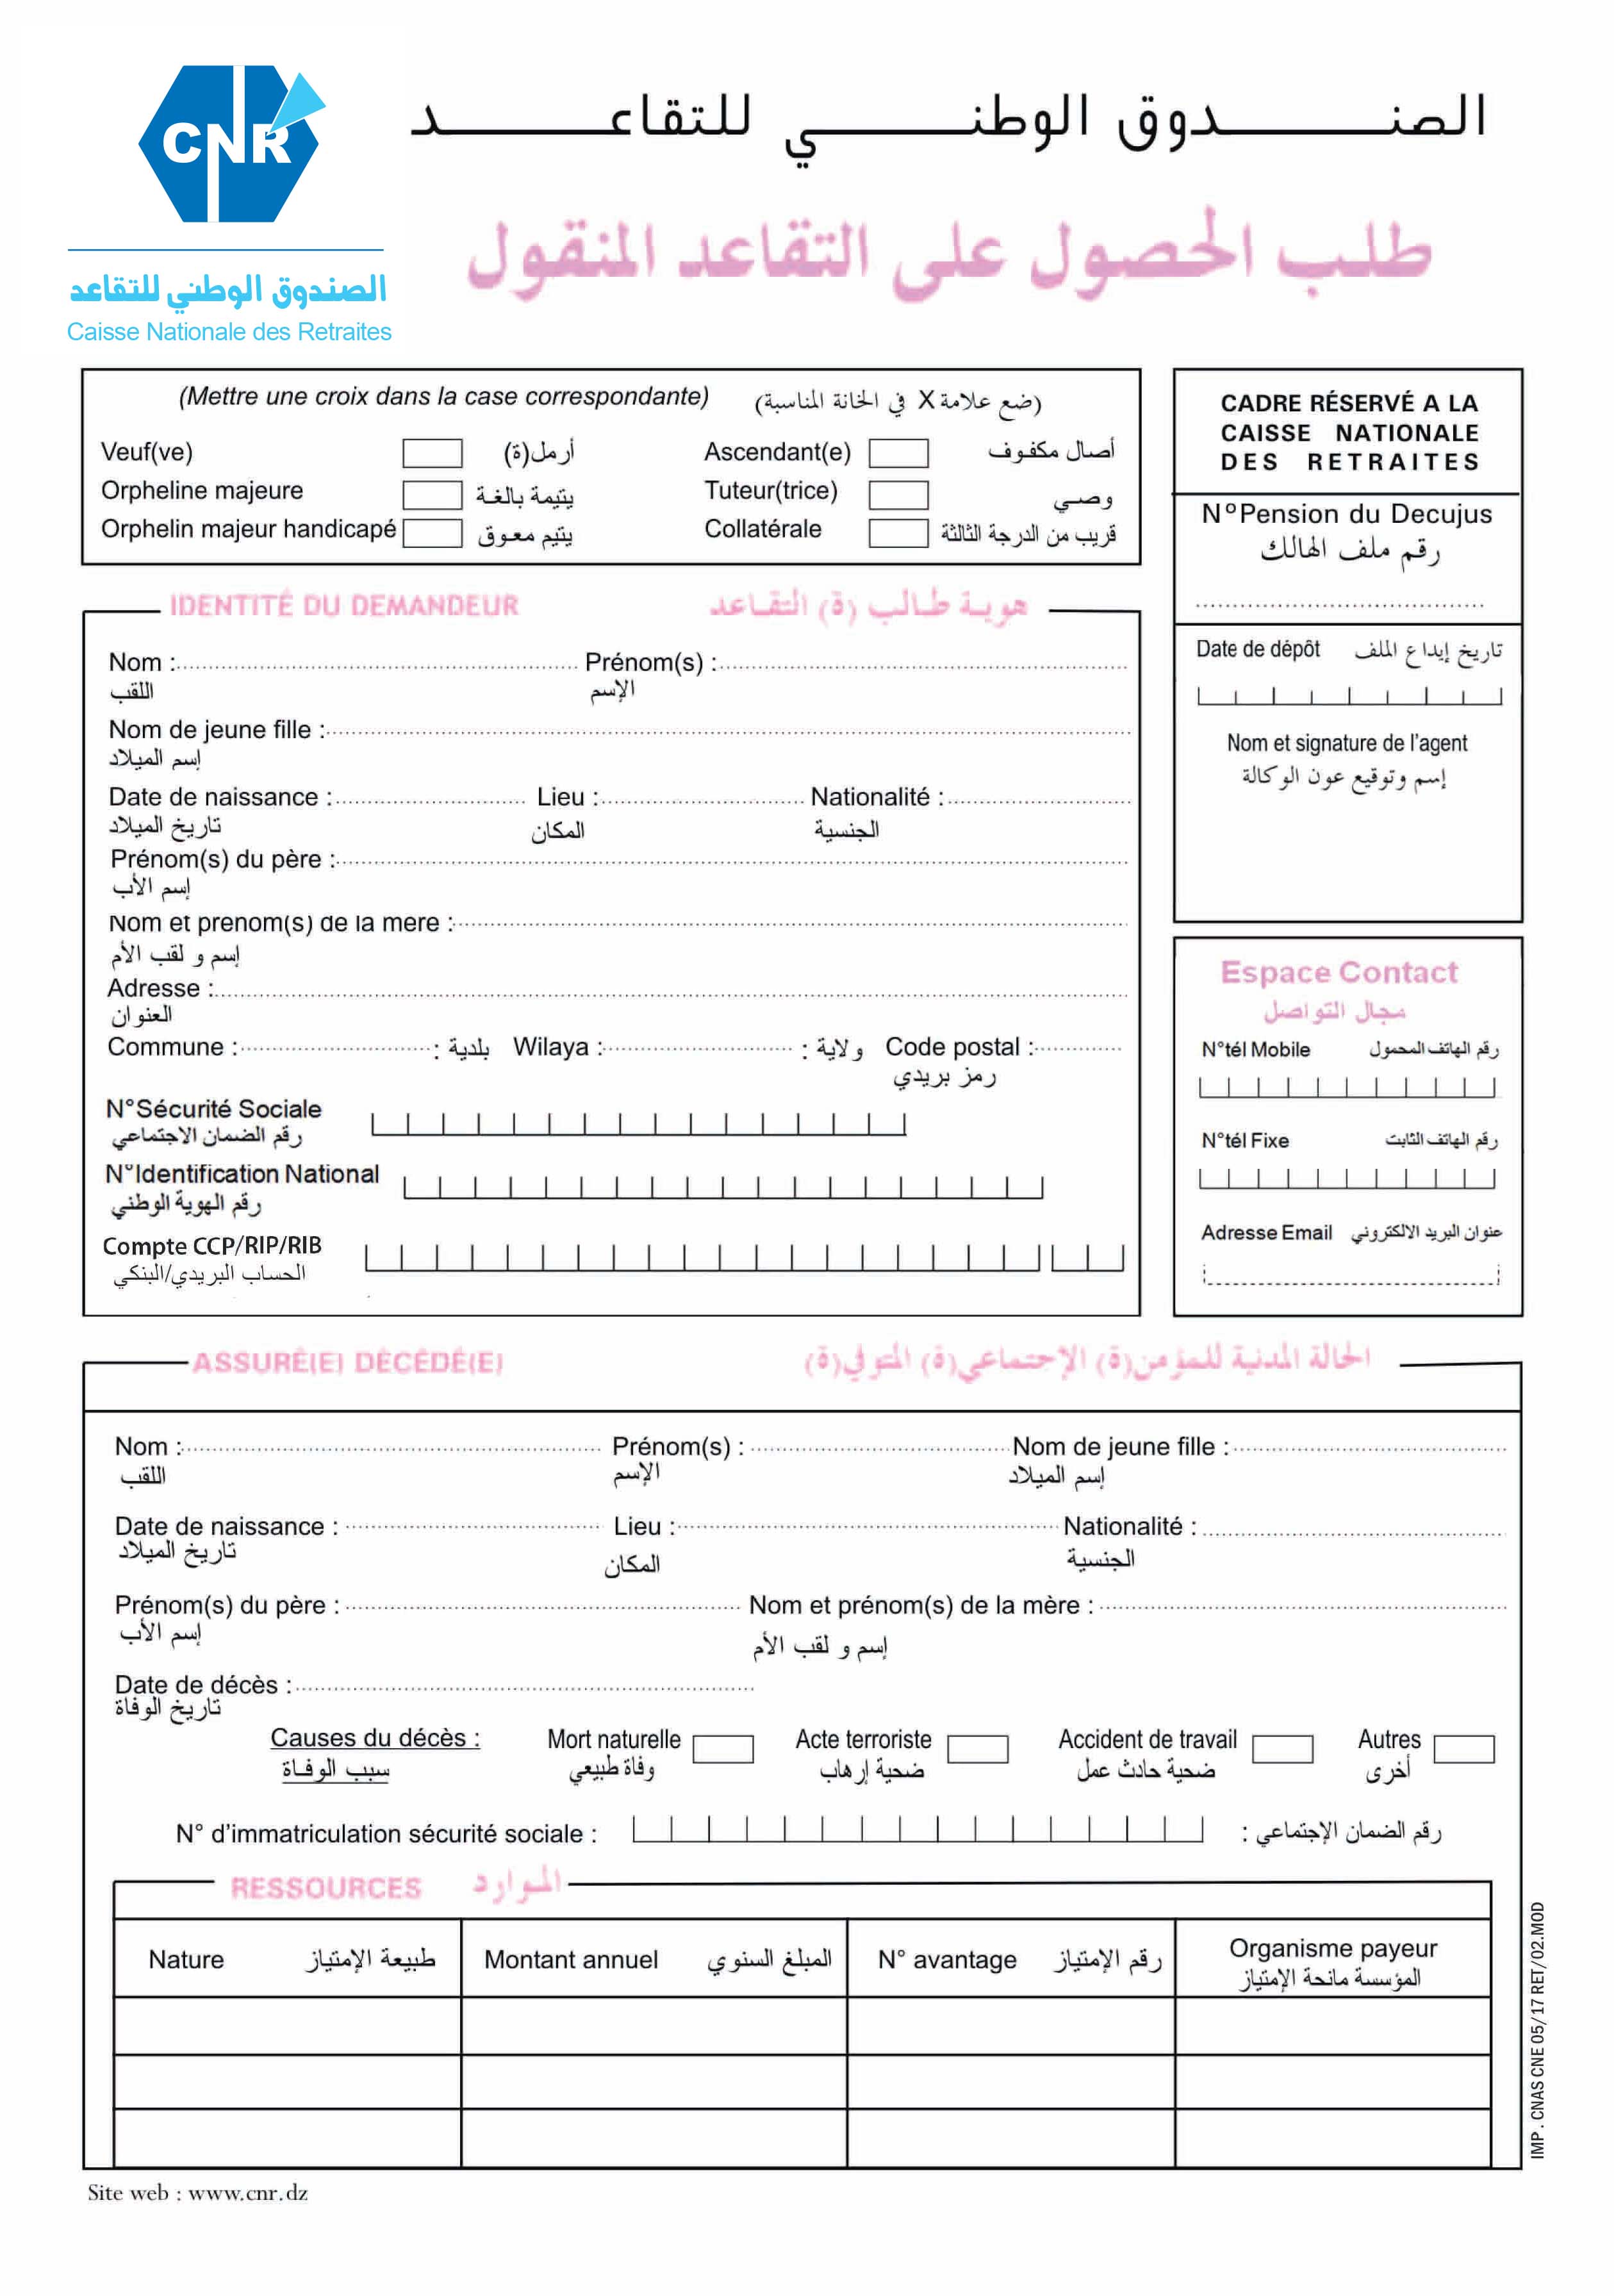 CNR
الصندوق الوطني للتقاعد
Caisse Nationale des Retraites
الصنـــدوق الوطنـــي للتقاعـــد
طلب الحصول على التقاعد المنقول
(Mettre une croix dans la case correspondante) (ضع علامة X في الخانة المناسبة)
Veuf(ve) أرمل(ة) Ascendant(e) أصال مكفـوف
Orpheline majeure يتيمة بالغـة Tuteur(trice) وصـي
Orphelin majeur handicapé يتيم معـوق Collatérale قريب من الدرجة الثالثة
CADRE RÉSERVÉ A LA
CAISSE NATIONALE
DES RETRAITES
N°Pension du Decujus
رقم ملف الهالك
Date de dépôt تاريخ إيداع الملف
Nom et signature de l'agent
إسم وتوقيع عون الوكالة
IDENTITÉ DU DEMANDEUR هويـة طـالب (ة) التقـاعد
Nom : Prénom(s) :
اللقب الإسم
Nom de jeune fille :
إسم الميلاد
Date de naissance : Lieu : Nationalité :
تاريخ الميلاد المكان الجنسية
Prénom(s) du père :
إسم الأب
Nom et prenom(s) de la mere :
إسم و لقب الأم
Adresse :
العنوان
Commune : بلدية : Wilaya : ولاية : Code postal :
رمز بريدي
N°Sécurité Sociale
رقم الضمان الاجتماعي
N°Identification National
رقم الهوية الوطني
Compte CCP/RIP/RIB
الحساب البريدي/البنكي
Espace Contact
مجال التواصل
N°tél Mobile رقم الهاتف المحمول
N°tél Fixe رقم الهاتف الثابت
Adresse Email عنوان البريد الالكتروني
ASSURÉ(E) DÉCÉDÉ(E) الحالة المدنية للمؤمن(ة) الإجتماعي(ة) المتوفي(ة)
Nom : Prénom(s) : Nom de jeune fille :
اللقب الإسم إسم الميلاد
Date de naissance : Lieu : Nationalité :
تاريخ الميلاد المكان الجنسية
Prénom(s) du père : Nom et prénom(s) de la mère :
إسم الأب إسم و لقب الأم
Date de décès :
تاريخ الوفاة
Causes du décès : Mort naturelle Acte terroriste Accident de travail Autres
سبب الوفـاة وفاة طبيعي ضحية إرهاب ضحية حادث عمل أخرى
N° d'immatriculation sécurité sociale : رقم الضمان الإجتماعي :
RESSOURCES المـوارد
Nature طبيعة الإمتياز Montant annuel المبلغ السنوي N° avantage رقم الإمتياز Organisme payeur
المؤسسة مانحة الإمتياز
IMP . CNAS CNE 05/17 RET/02.MOD
Site web : www.cnr.dz